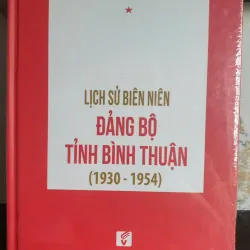 LỊCH SỬ BIÊN NIÊN
ĐẢNG BỘ
TỈNH BÌNH THUẬN
(1930 - 1954)